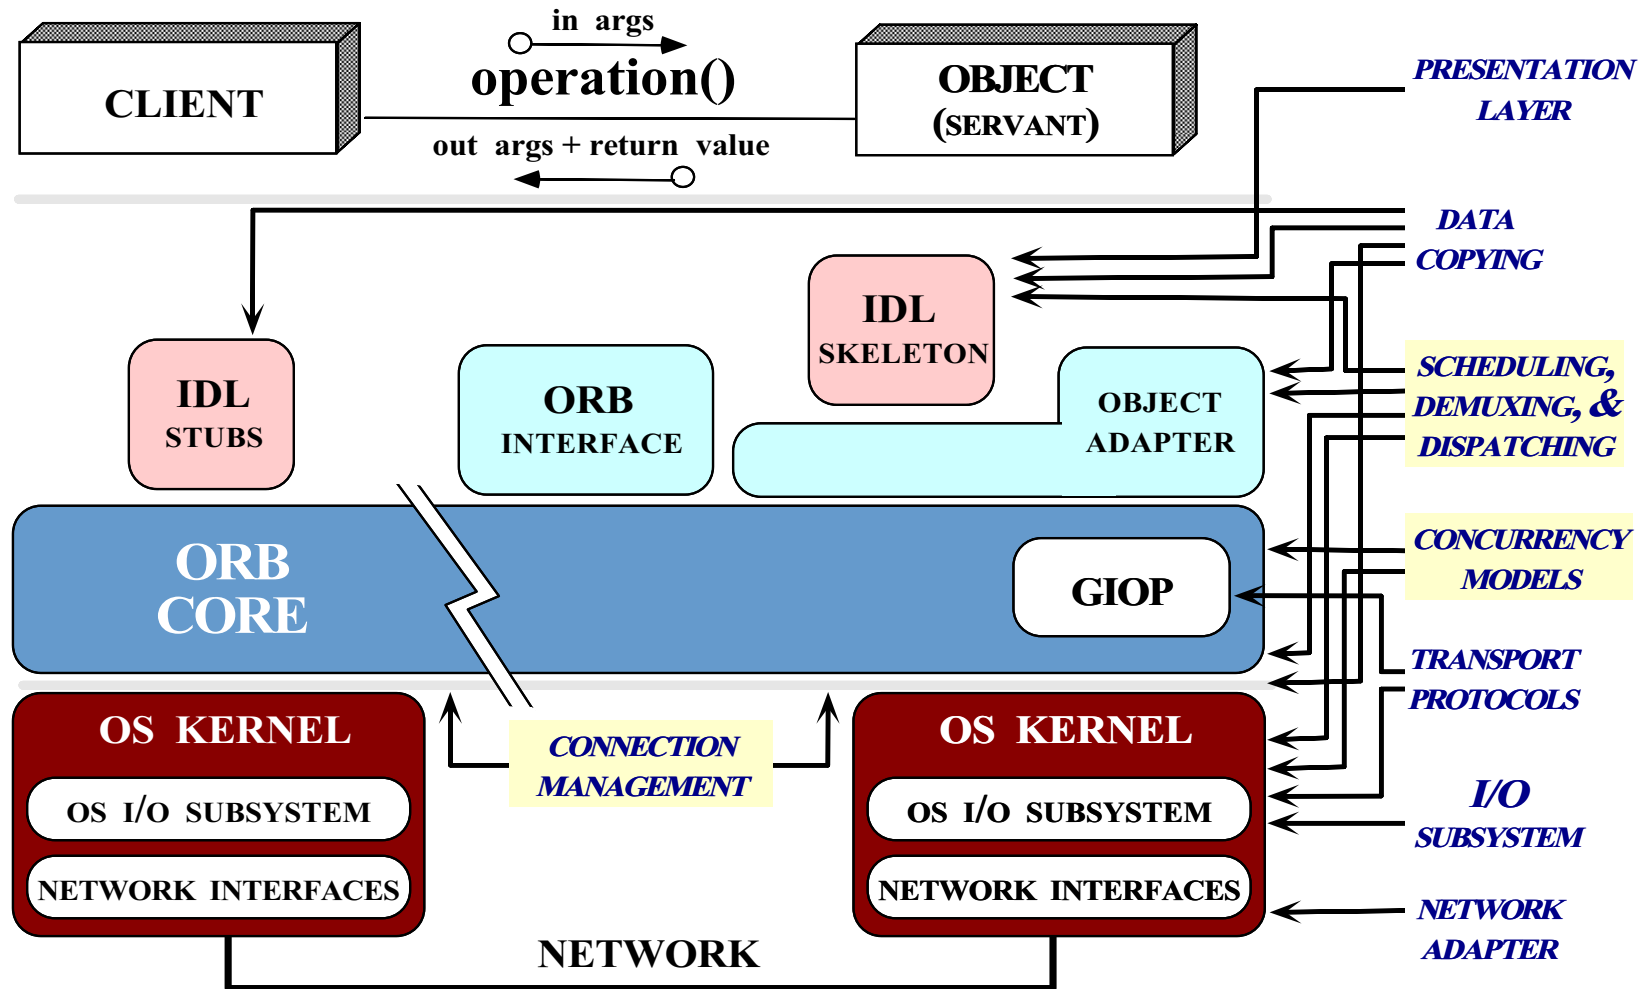 in args
operation()
out args + return value
CLIENT
OBJECT
(SERVANT)
PRESENTATION
LAYER
DATA
COPYING
IDL
SKELETON
IDL
STUBS
ORB
INTERFACE
OBJECT
ADAPTER
SCHEDULING,
DEMUXING, &
DISPATCHING
ORB
CORE
GIOP
CONCURRENCY
MODELS
TRANSPORT
PROTOCOLS
OS KERNEL
OS I/O SUBSYSTEM
NETWORK INTERFACES
CONNECTION
MANAGEMENT
OS KERNEL
OS I/O SUBSYSTEM
NETWORK INTERFACES
I/O
SUBSYSTEM
NETWORK
ADAPTER
NETWORK